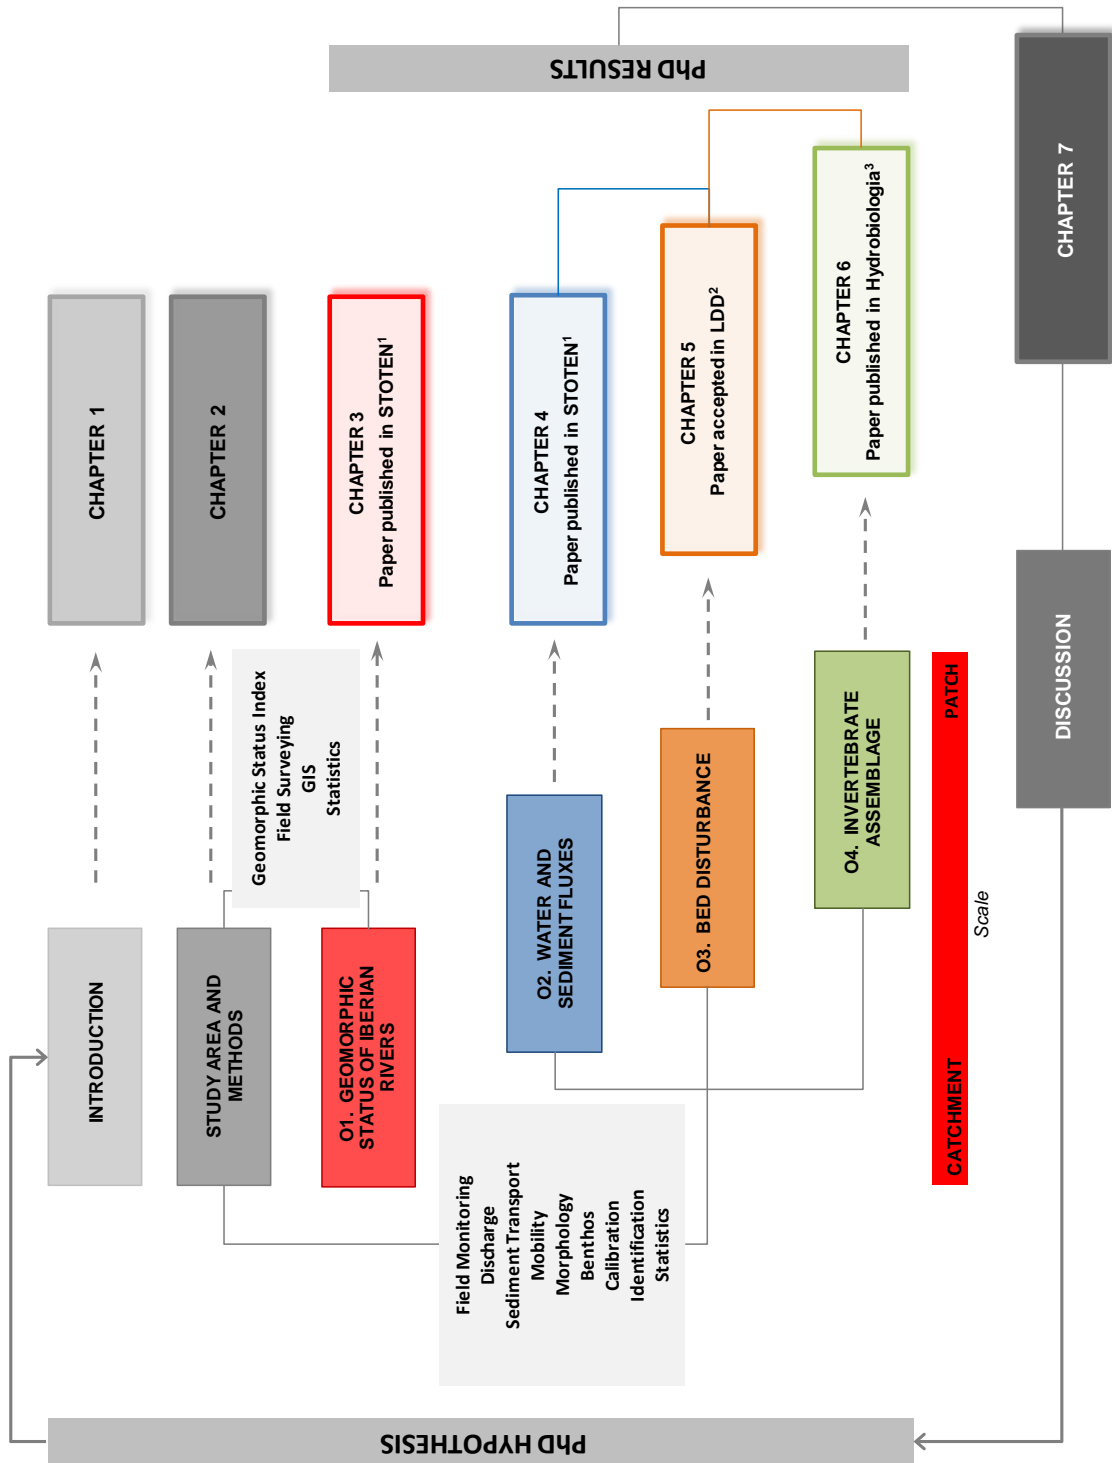 PhD HYPOTHESIS
INTRODUCTION
CHAPTER 1
STUDY AREA AND
METHODS
CHAPTER 2
Geomorphic Status Index
Field Surveying
GIS
Statistics
O1. GEOMORPHIC
STATUS OF IBERIAN
RIVERS
CHAPTER 3
Paper published in STOTEN¹
Field Monitoring
Discharge
Sediment Transport
Mobility
Morphology
Benthos
Calibration
Identification
Statistics
O2. WATER AND
SEDIMENT FLUXES
CHAPTER 4
Paper published in STOTEN¹
O3. BED DISTURBANCE
CHAPTER 5
Paper accepted in LDD²
O4. INVERTEBRATE
ASSEMBLAGE
CHAPTER 6
Paper published in Hydrobiologia³
CATCHMENT PATCH
Scale
PhD RESULTS
DISCUSSION
CHAPTER 7